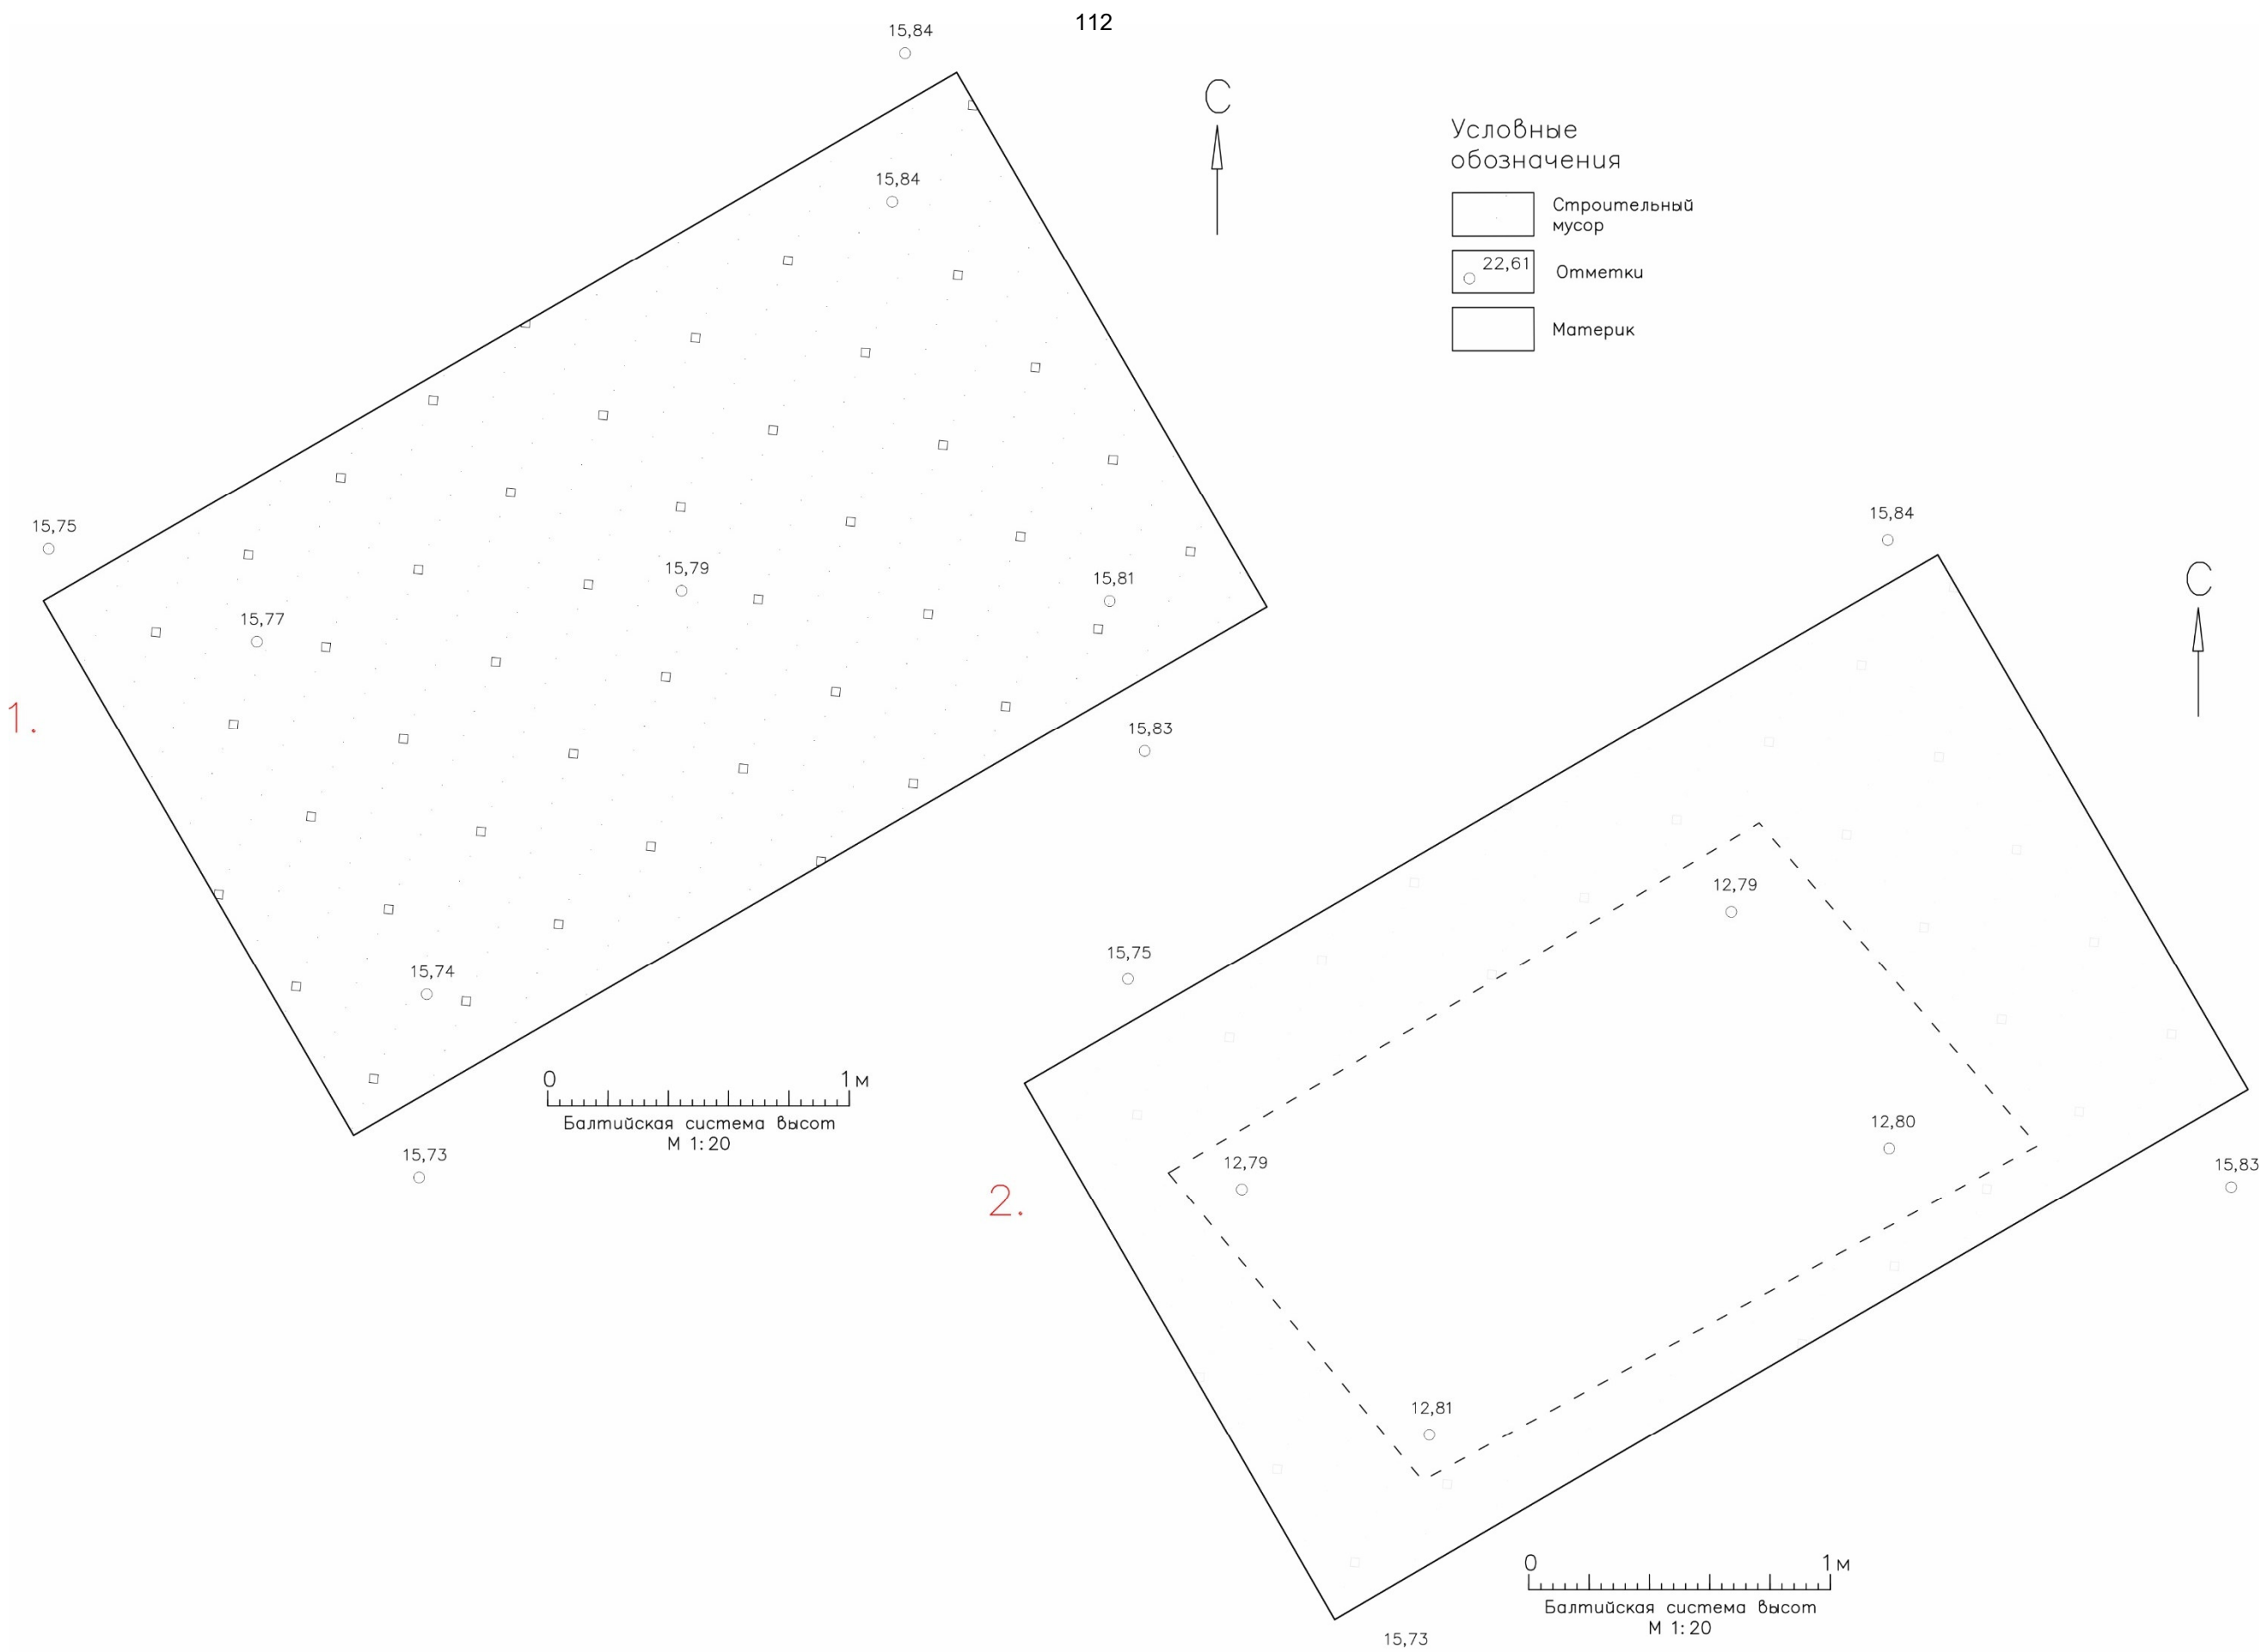 112
15,84
С
Условные
обозначения
Строительный
мусор
22,61
Отметки
Материк
15,84
15,75
15,79
15,81
15,77
1.
15,83
15,74
15,73
0 1м
Балтийская система высот
М 1:20
15,84
С
12,79
15,75
12,80
12,79
15,83
2.
12,81
0 1м
Балтийская система высот
М 1:20
15,73